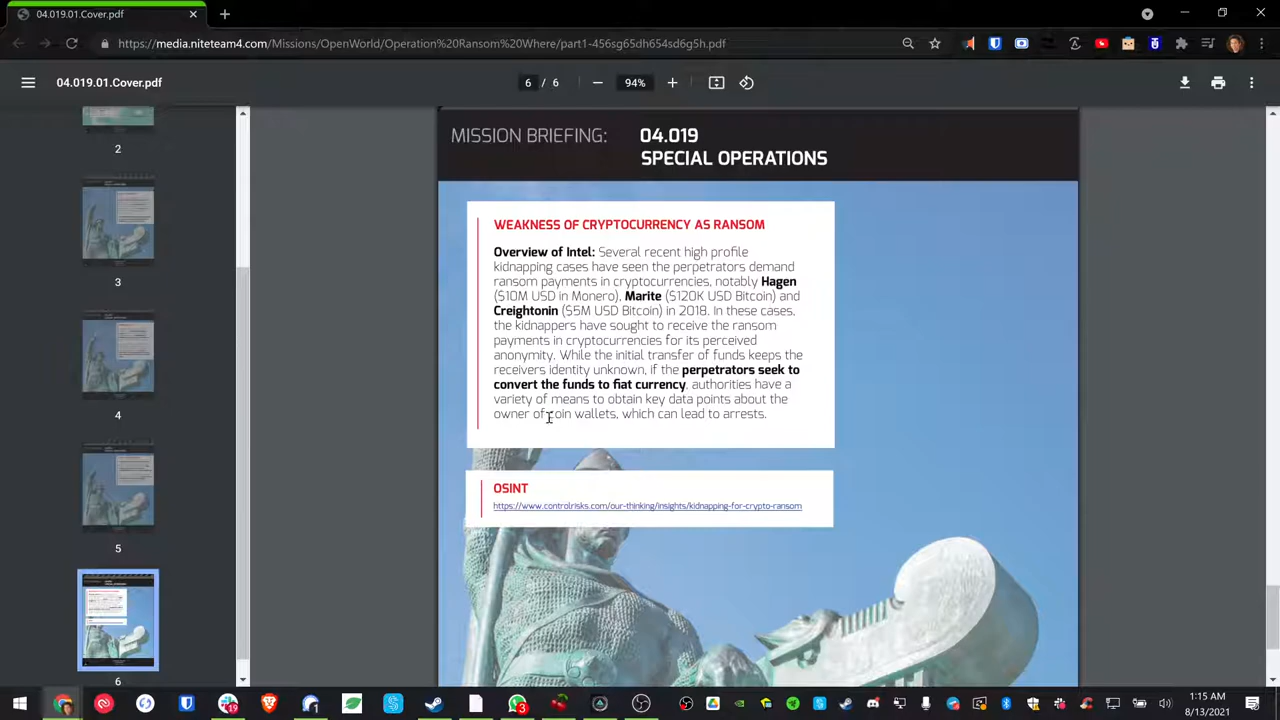 04.019.01.Cover.pdf
https://media.niteteam4.com/Missions/OpenWorld/Operation%20Ransom%20Where/part1-456sg65dh654sd6g5h.pdf
04.019.01.Cover.pdf
6 / 6
94%
2
3
4
5
6
MISSION BRIEFING: 04.019
SPECIAL OPERATIONS
WEAKNESS OF CRYPTOCURRENCY AS RANSOM
Overview of Intel: Several recent high profile
kidnapping cases have seen the perpetrators demand
ransom payments in cryptocurrencies, notably Hagen
($10M USD in Monero), Marite ($120K USD Bitcoin) and
Creightonin ($5M USD Bitcoin) in 2018. In these cases,
the kidnappers have sought to receive the ransom
payments in cryptocurrencies for its perceived
anonymity. While the initial transfer of funds keeps the
receivers identity unknown, if the perpetrators seek to
convert the funds to fiat currency, authorities have a
variety of means to obtain key data points about the
owner of coin wallets, which can lead to arrests.
OSINT
https://www.controlrisks.com/our-thinking/insights/kidnapping-for-crypto-ransom
19
3
1:15 AM
8/13/2021